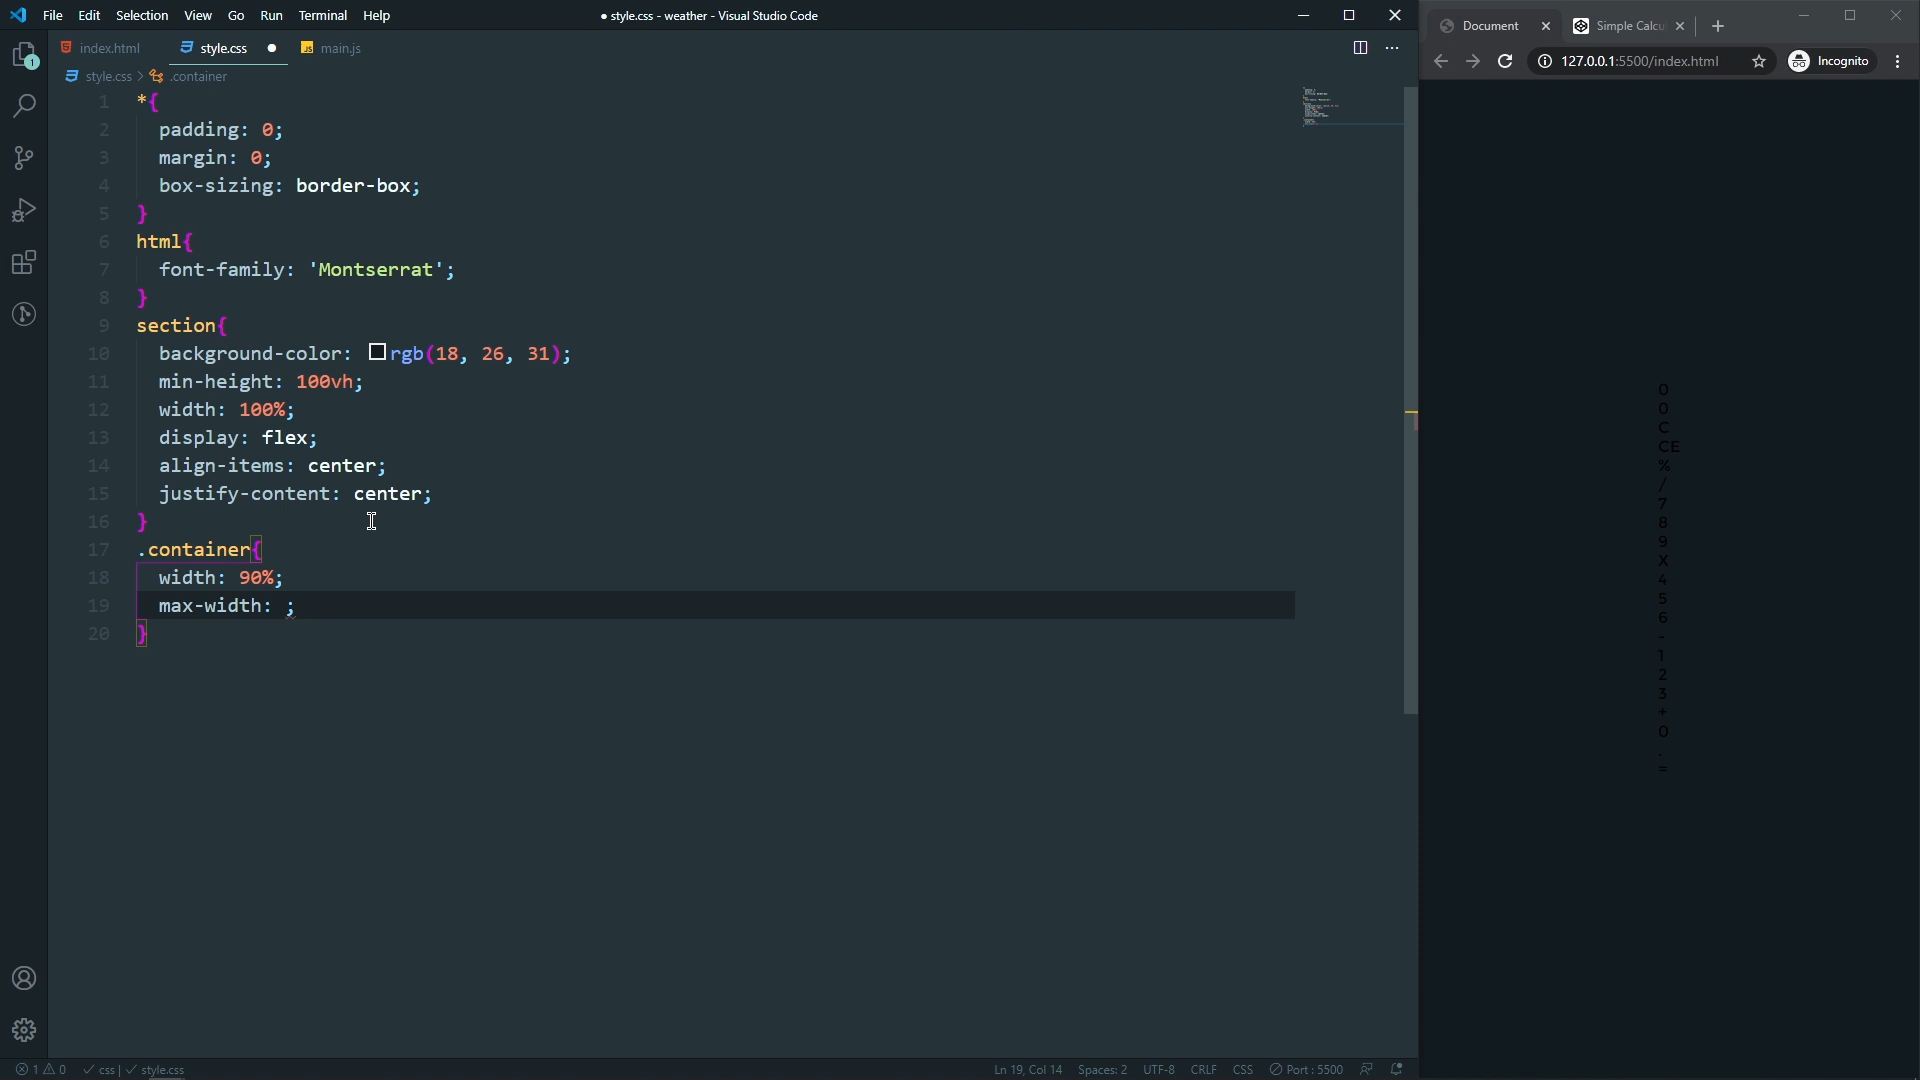 File Edit Selection View Go Run Terminal Help
● style.css - weather - Visual Studio Code
index.html
style.css
main.js
style.css > .container
1 *{
2 padding: 0;
3 margin: 0;
4 box-sizing: border-box;
5 }
6 html{
7 font-family: 'Montserrat';
8 }
9 section{
10 background-color: rgb(18, 26, 31);
11 min-height: 100vh;
12 width: 100%;
13 display: flex;
14 align-items: center;
15 justify-content: center;
16 }
17 .container{
18 width: 90%;
19 max-width: ;
20 }
1
1 0 css | style.css
Ln 19, Col 14 Spaces: 2 UTF-8 CRLF CSS Port : 5500
Document
Simple Calcu
127.0.0.1:5500/index.html
Incognito
0
0
C
CE
%
/
7
8
9
X
4
5
6
-
1
2
3
+
0
.
=